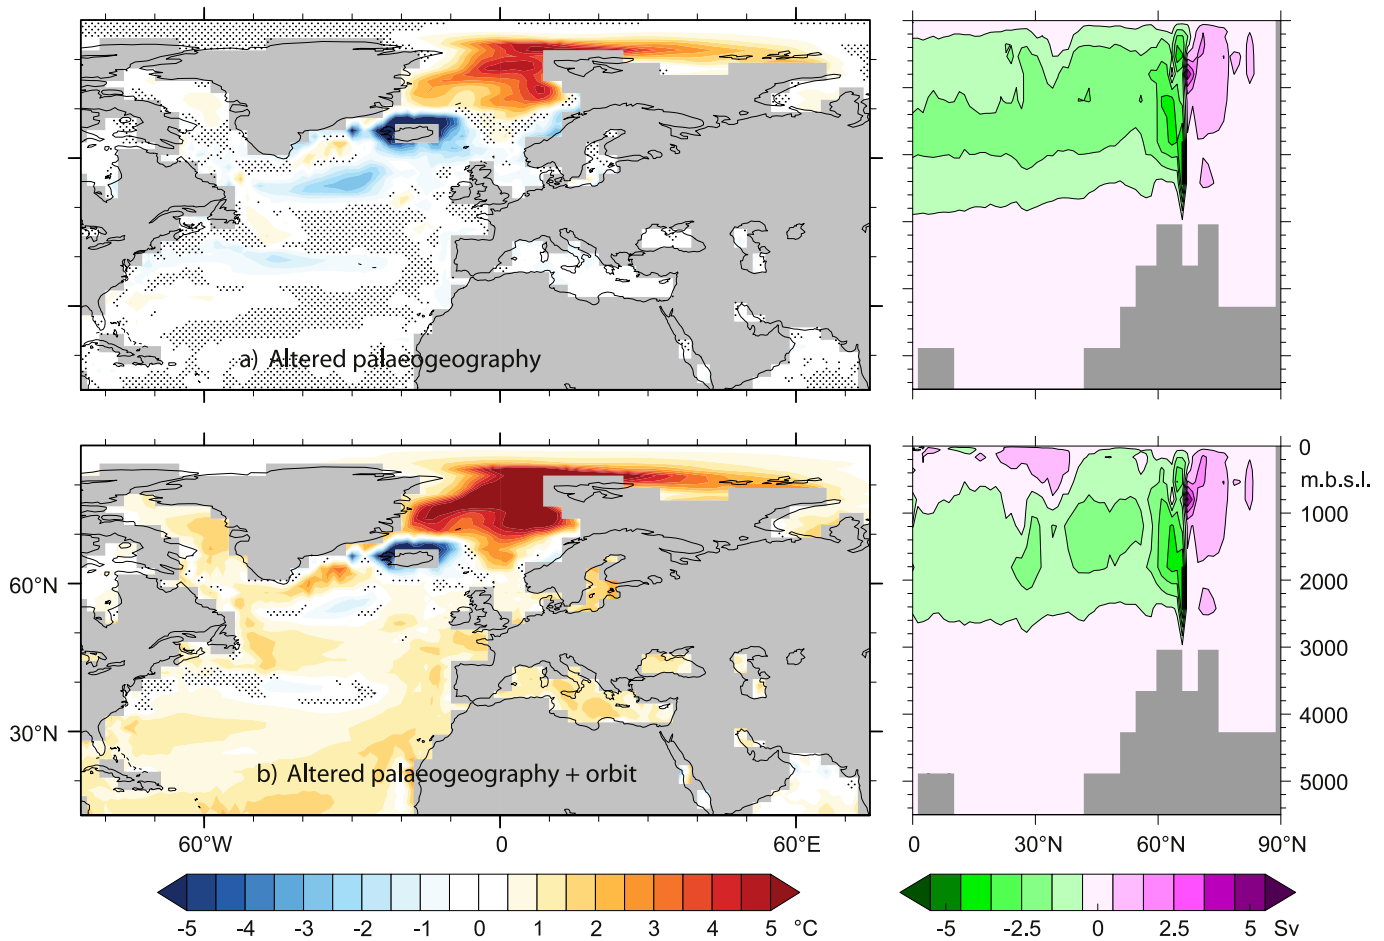 a) Altered palaeogeography
0
m.b.s.l.
1000
60°N
2000
3000
30°N
4000
b) Altered palaeogeography + orbit
5000
60°W 0 60°E 0 30°N 60°N 90°N
-5 -4 -3 -2 -1 0 1 2 3 4 5 °C -5 -2.5 0 2.5 5 Sv